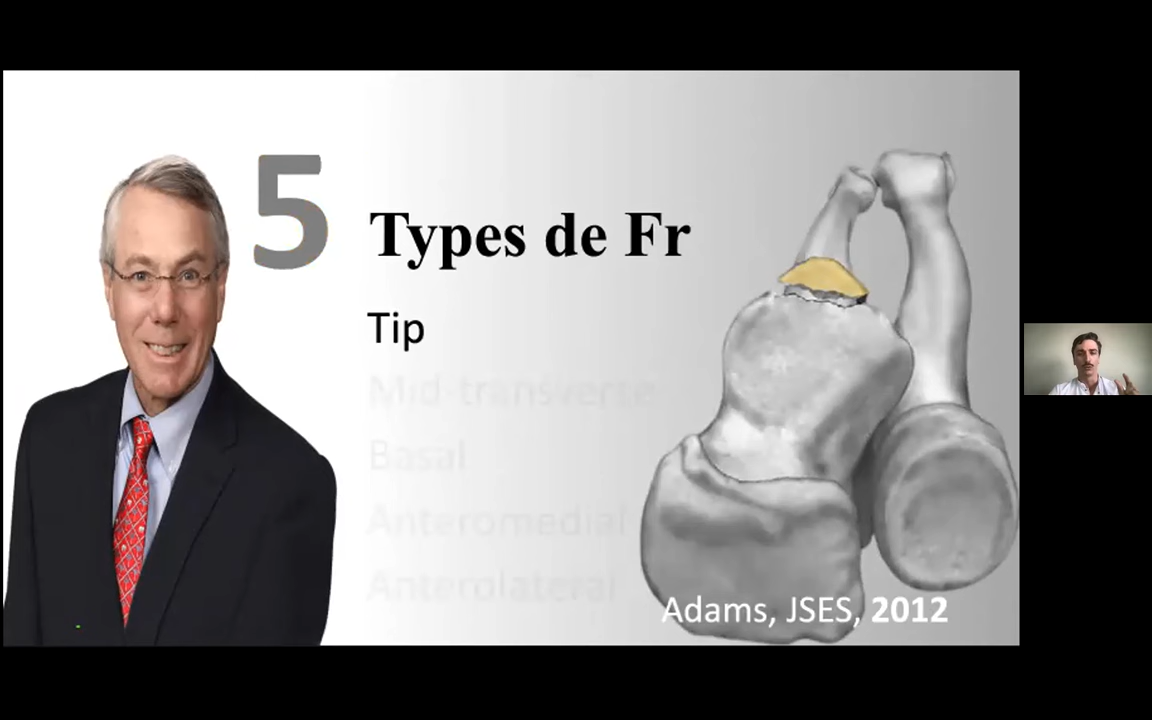 5
Types de Fr
Tip
Mid-transverse
Basal
Anteromedial
Anterolateral
Adams, JSES, 2012